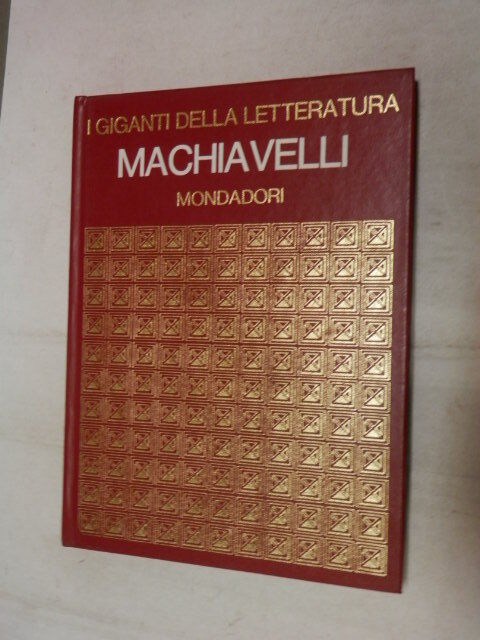 I GIGANTI DELLA LETTERATURA
MACHIAVELLI
MONDADORI